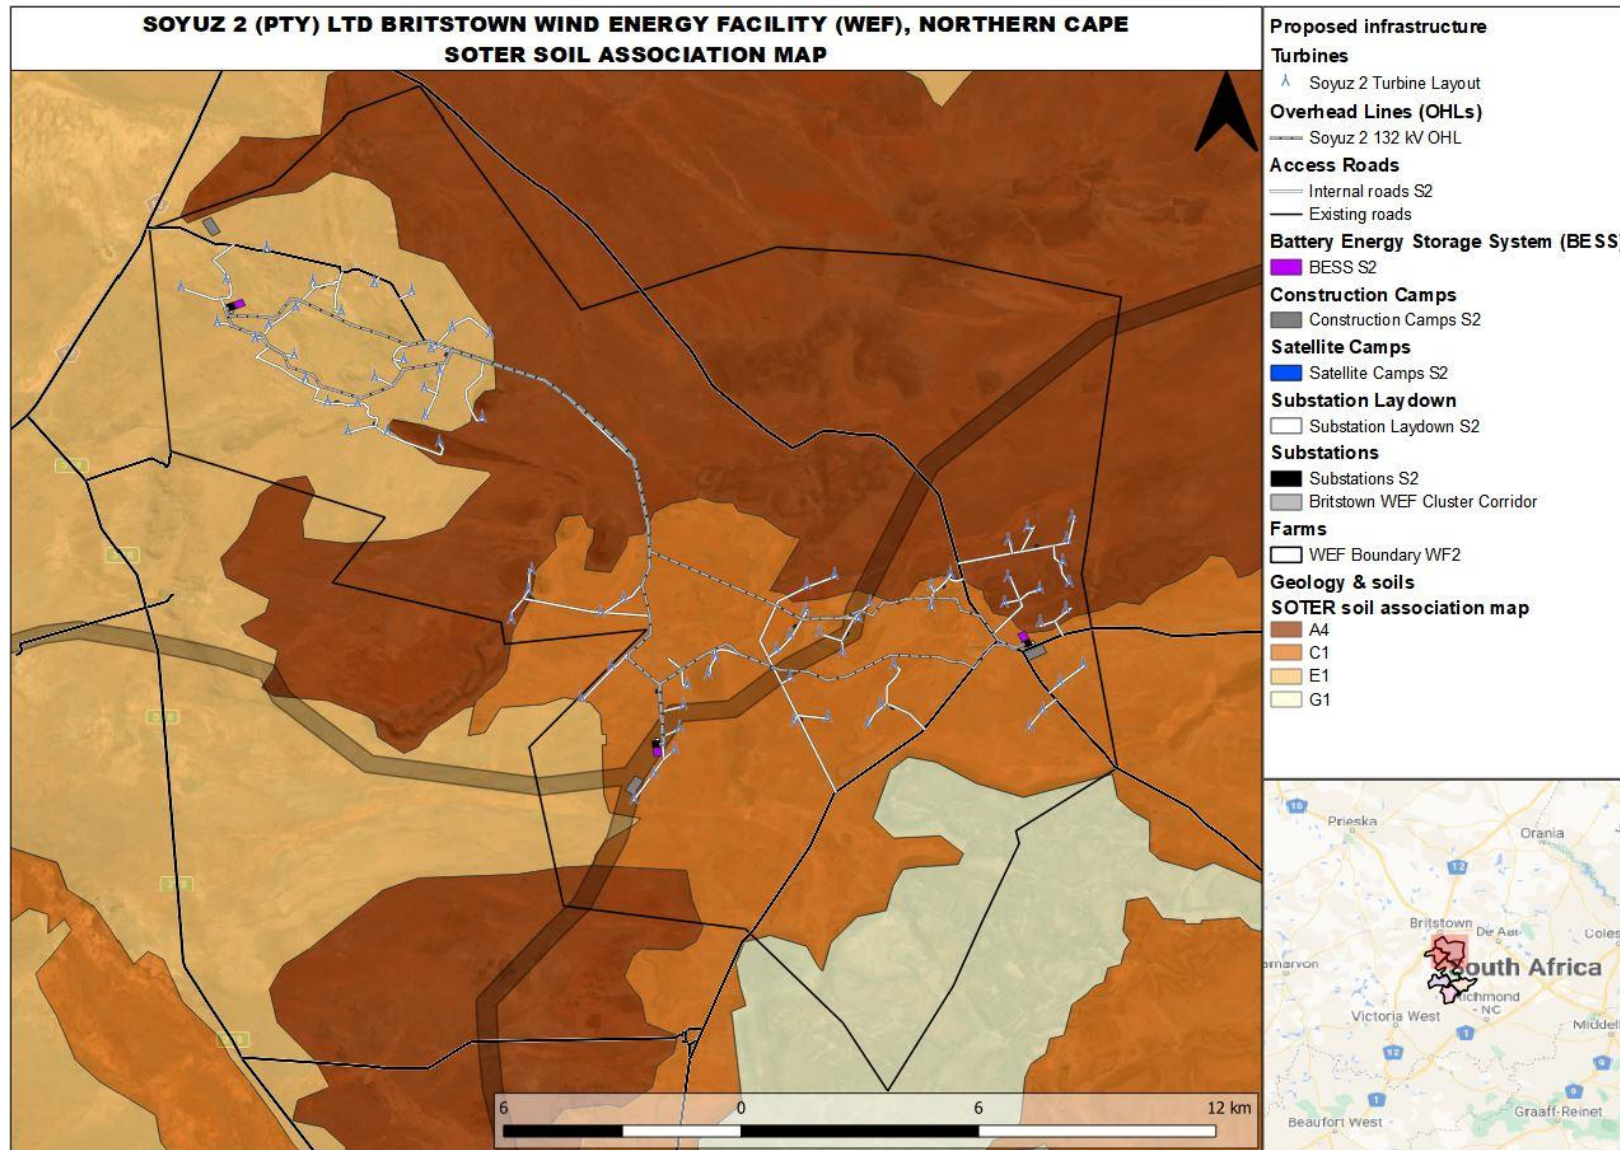 SOYUZ 2 (PTY) LTD BRITSTOWN WIND ENERGY FACILITY (WEF), NORTHERN CAPE
SOTER SOIL ASSOCIATION MAP
Proposed infrastructure
Turbines
Soyuz 2 Turbine Layout
Overhead Lines (OHLs)
Soyuz 2 132 kV OHL
Access Roads
Internal roads S2
Existing roads
Battery Energy Storage System (BESS)
BESS S2
Construction Camps
Construction Camps S2
Satellite Camps
Satellite Camps S2
Substation Laydown
Substation Laydown S2
Substations
Substations S2
Britstown WEF Cluster Corridor
Farms
WEF Boundary WF2
Geology & soils
SOTER soil association map
A4
C1
E1
G1
6 0 6 12 km
10
Prieska
Orania
12
Britstown
De Aar
Coles
marvon
South Africa
Richmond
- NC
Victoria West
1
Middel
12
9
1
9
Graaff-Reinet
Beaufort West